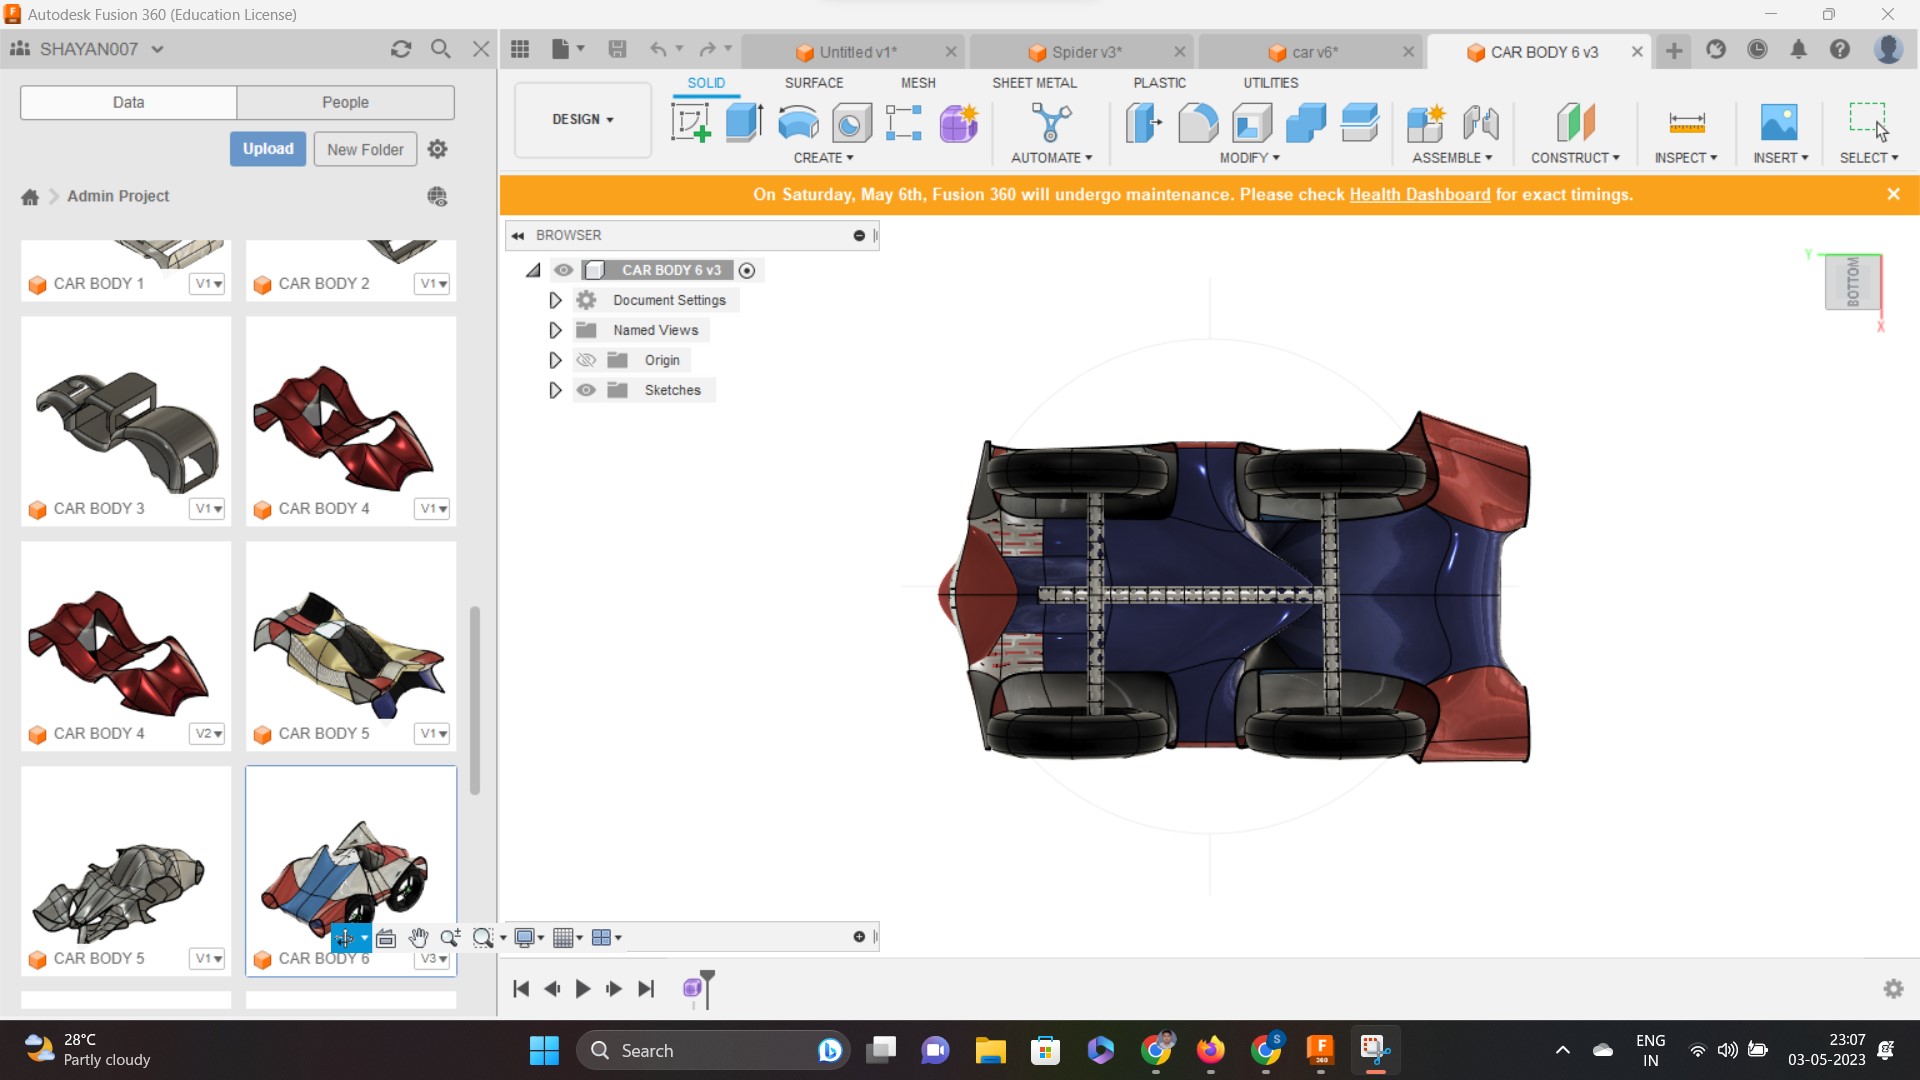 Autodesk Fusion 360 (Education License)
SHAYAN007
Untitled v1*
Spider v3*
car v6*
CAR BODY 6 v3
Data
People
Upload
New Folder
Admin Project
CAR BODY 1
V1
CAR BODY 2
V1
CAR BODY 3
V1
CAR BODY 4
V1
CAR BODY 4
V2
CAR BODY 5
V1
CAR BODY 5
V1
CAR BODY 6
V3
DESIGN
SOLID
SURFACE
MESH
SHEET METAL
PLASTIC
UTILITIES
CREATE
AUTOMATE
MODIFY
ASSEMBLE
CONSTRUCT
INSPECT
INSERT
SELECT
On Saturday, May 6th, Fusion 360 will undergo maintenance. Please check Health Dashboard for exact timings.
BROWSER
CAR BODY 6 v3
Document Settings
Named Views
Origin
Sketches
Y
BOTTOM
X
28°C
Partly cloudy
Search
S
F
360
ENG
IN
23:07
03-05-2023